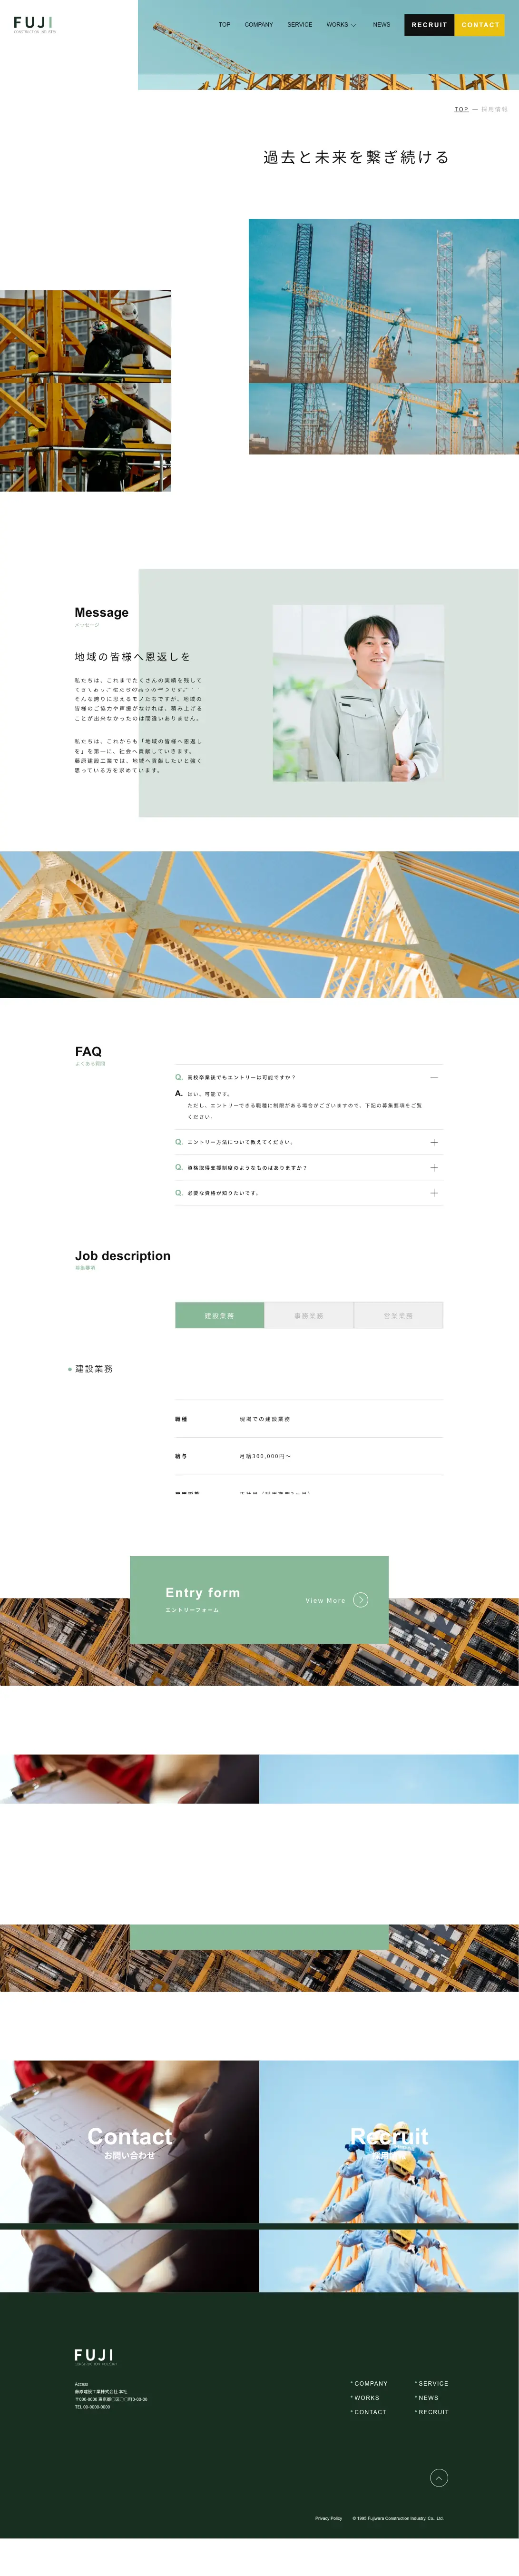 FUJI
CONSTRUCTION INDUSTRY
TOP
COMPANY
SERVICE
WORKS
NEWS
RECRUIT
CONTACT
TOP — 採用情報
過去と未来を繋ぎ続ける
Message
メッセージ
地域の皆様へ恩返しを
私たちは、これまでたくさんの実績を残して
そんな誇りに思えるモノたちですが、地域の
皆様のご協力や声援がなければ、積み上げる
ことが出来なかったのは間違いありません。
私たちは、これからも「地域の皆様へ恩返し
を」を第一に、社会へ貢献していきます。
藤原建設工業では、地域へ貢献したいと強く
思っている方を求めています。
FAQ
よくある質問
Q. 高校卒業後でもエントリーは可能ですか？
A. はい、可能です。
ただし、エントリーできる職種に制限がある場合がございますので、下記の募集要項をご覧
ください。
Q. エントリー方法について教えてください。
Q. 資格取得支援制度のようなものはありますか？
Q. 必要な資格が知りたいです。
Job description
募集要項
建設業務
事務業務
営業業務
建設業務
職種
現場での建設業務
給与
月給300,000円〜
Entry form
エントリーフォーム
View More
Contact
お問い合わせ
Recruit
FUJI
CONSTRUCTION INDUSTRY
Access
藤原建設工業株式会社 本社
〒000-0000 東京都◯区◯◯町0-00-00
TEL 00-0000-0000
COMPANY
SERVICE
WORKS
NEWS
CONTACT
RECRUIT
Privacy Policy
© 1995 Fujiwara Construction Industry. Co,. Ltd.